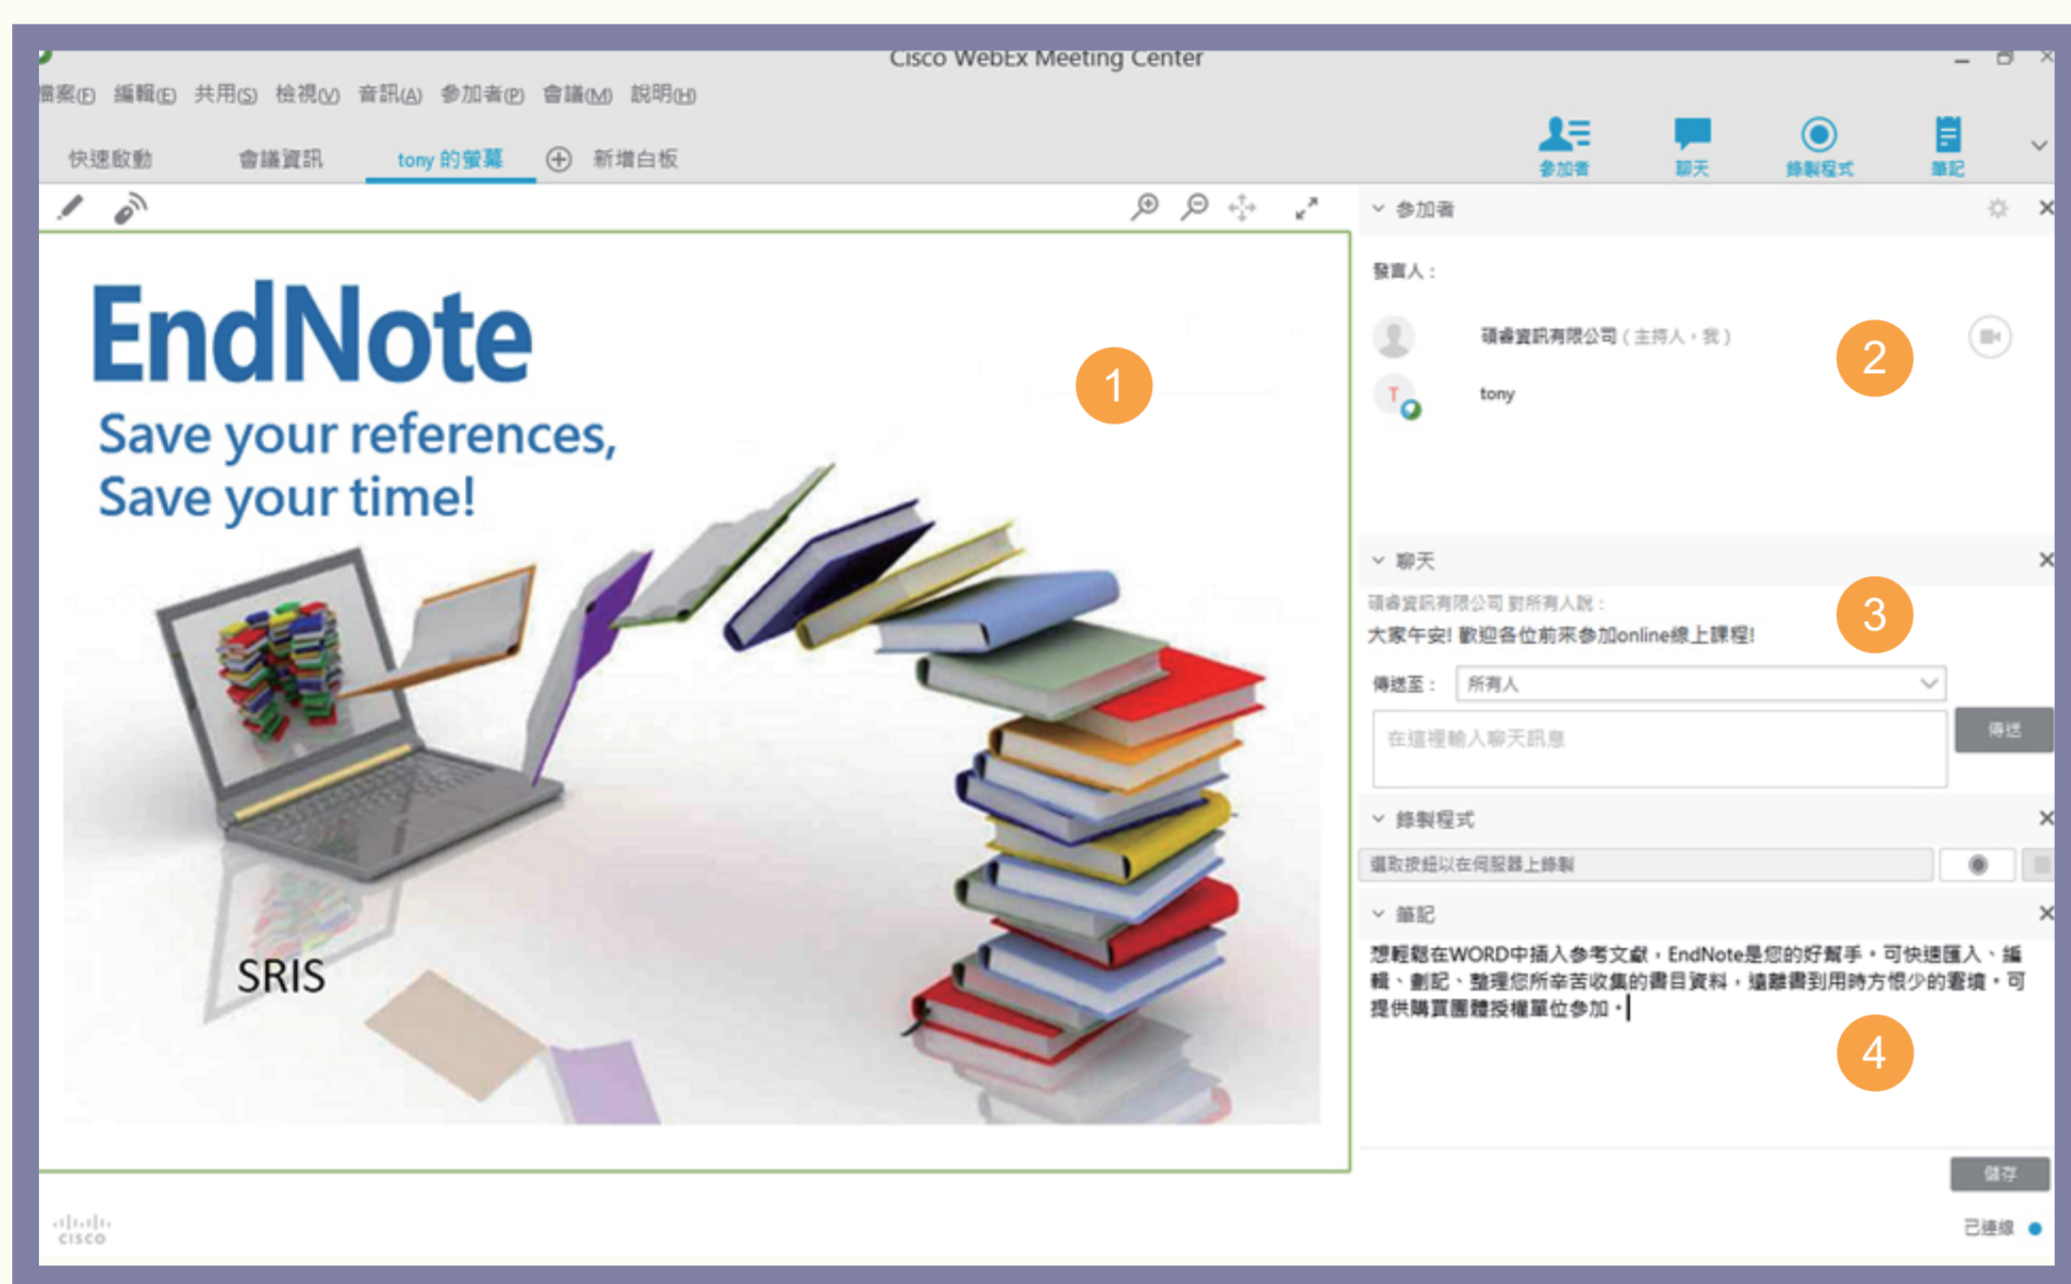 Cisco WebEx Meeting Center
檔案(F) 編輯(E) 共用(S) 檢視(V) 音訊(A) 參加者(P) 會議(M) 說明(H)
快速啟動 會議資訊 tony 的螢幕 新增白板
參加者 聊天 錄製程式 筆記
EndNote
Save your references,
Save your time!
SRIS
1
參加者
發言人：
碩睿資訊有限公司（主持人，我）
2
T tony
聊天
碩睿資訊有限公司 對所有人說：
大家午安! 歡迎各位前來參加online線上課程!
3
傳送至： 所有人
在這裡輸入聊天訊息
傳送
錄製程式
選取按鈕以在伺服器上錄製
筆記
想輕鬆在WORD中插入參考文獻，EndNote是您的好幫手。可快速匯入、編
輯、劃記、整理您所辛苦收集的書目資料，遠離書到用時方恨少的窘境。可
提供購買團體授權單位參加。
4
儲存
已連線
CISCO